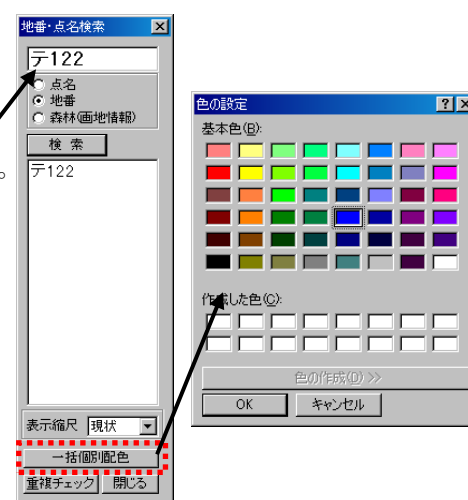 地番・点名検索
テ122
点名
地番
森林(画地情報)
検 索
。
テ122
表示縮尺 現状
一括個別配色
重複チェック 閉じる
色の設定
基本色(B):
作成した色(C):
色の作成(D) >>
OK キャンセル